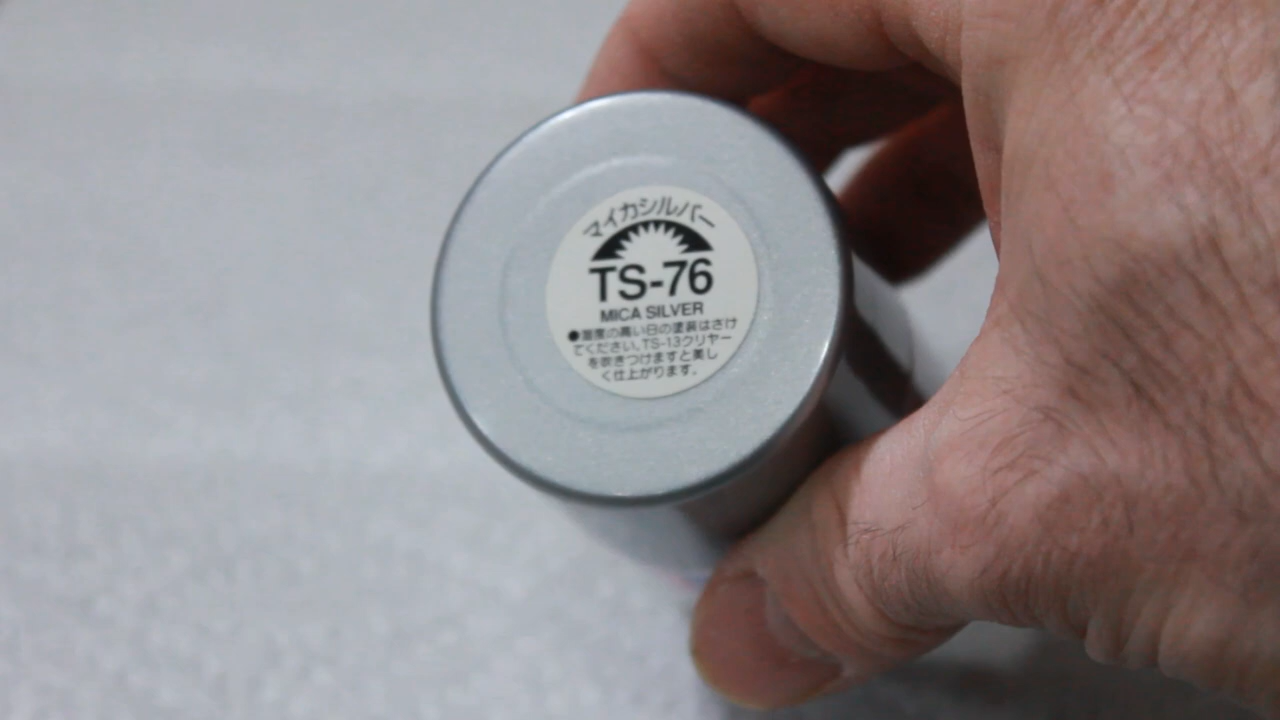 マイカシルバー
TS-76
MICA SILVER
●湿度の高い日の塗装はさけ
てください。TS-13クリヤー
を吹きつけますと美し
く仕上がります。